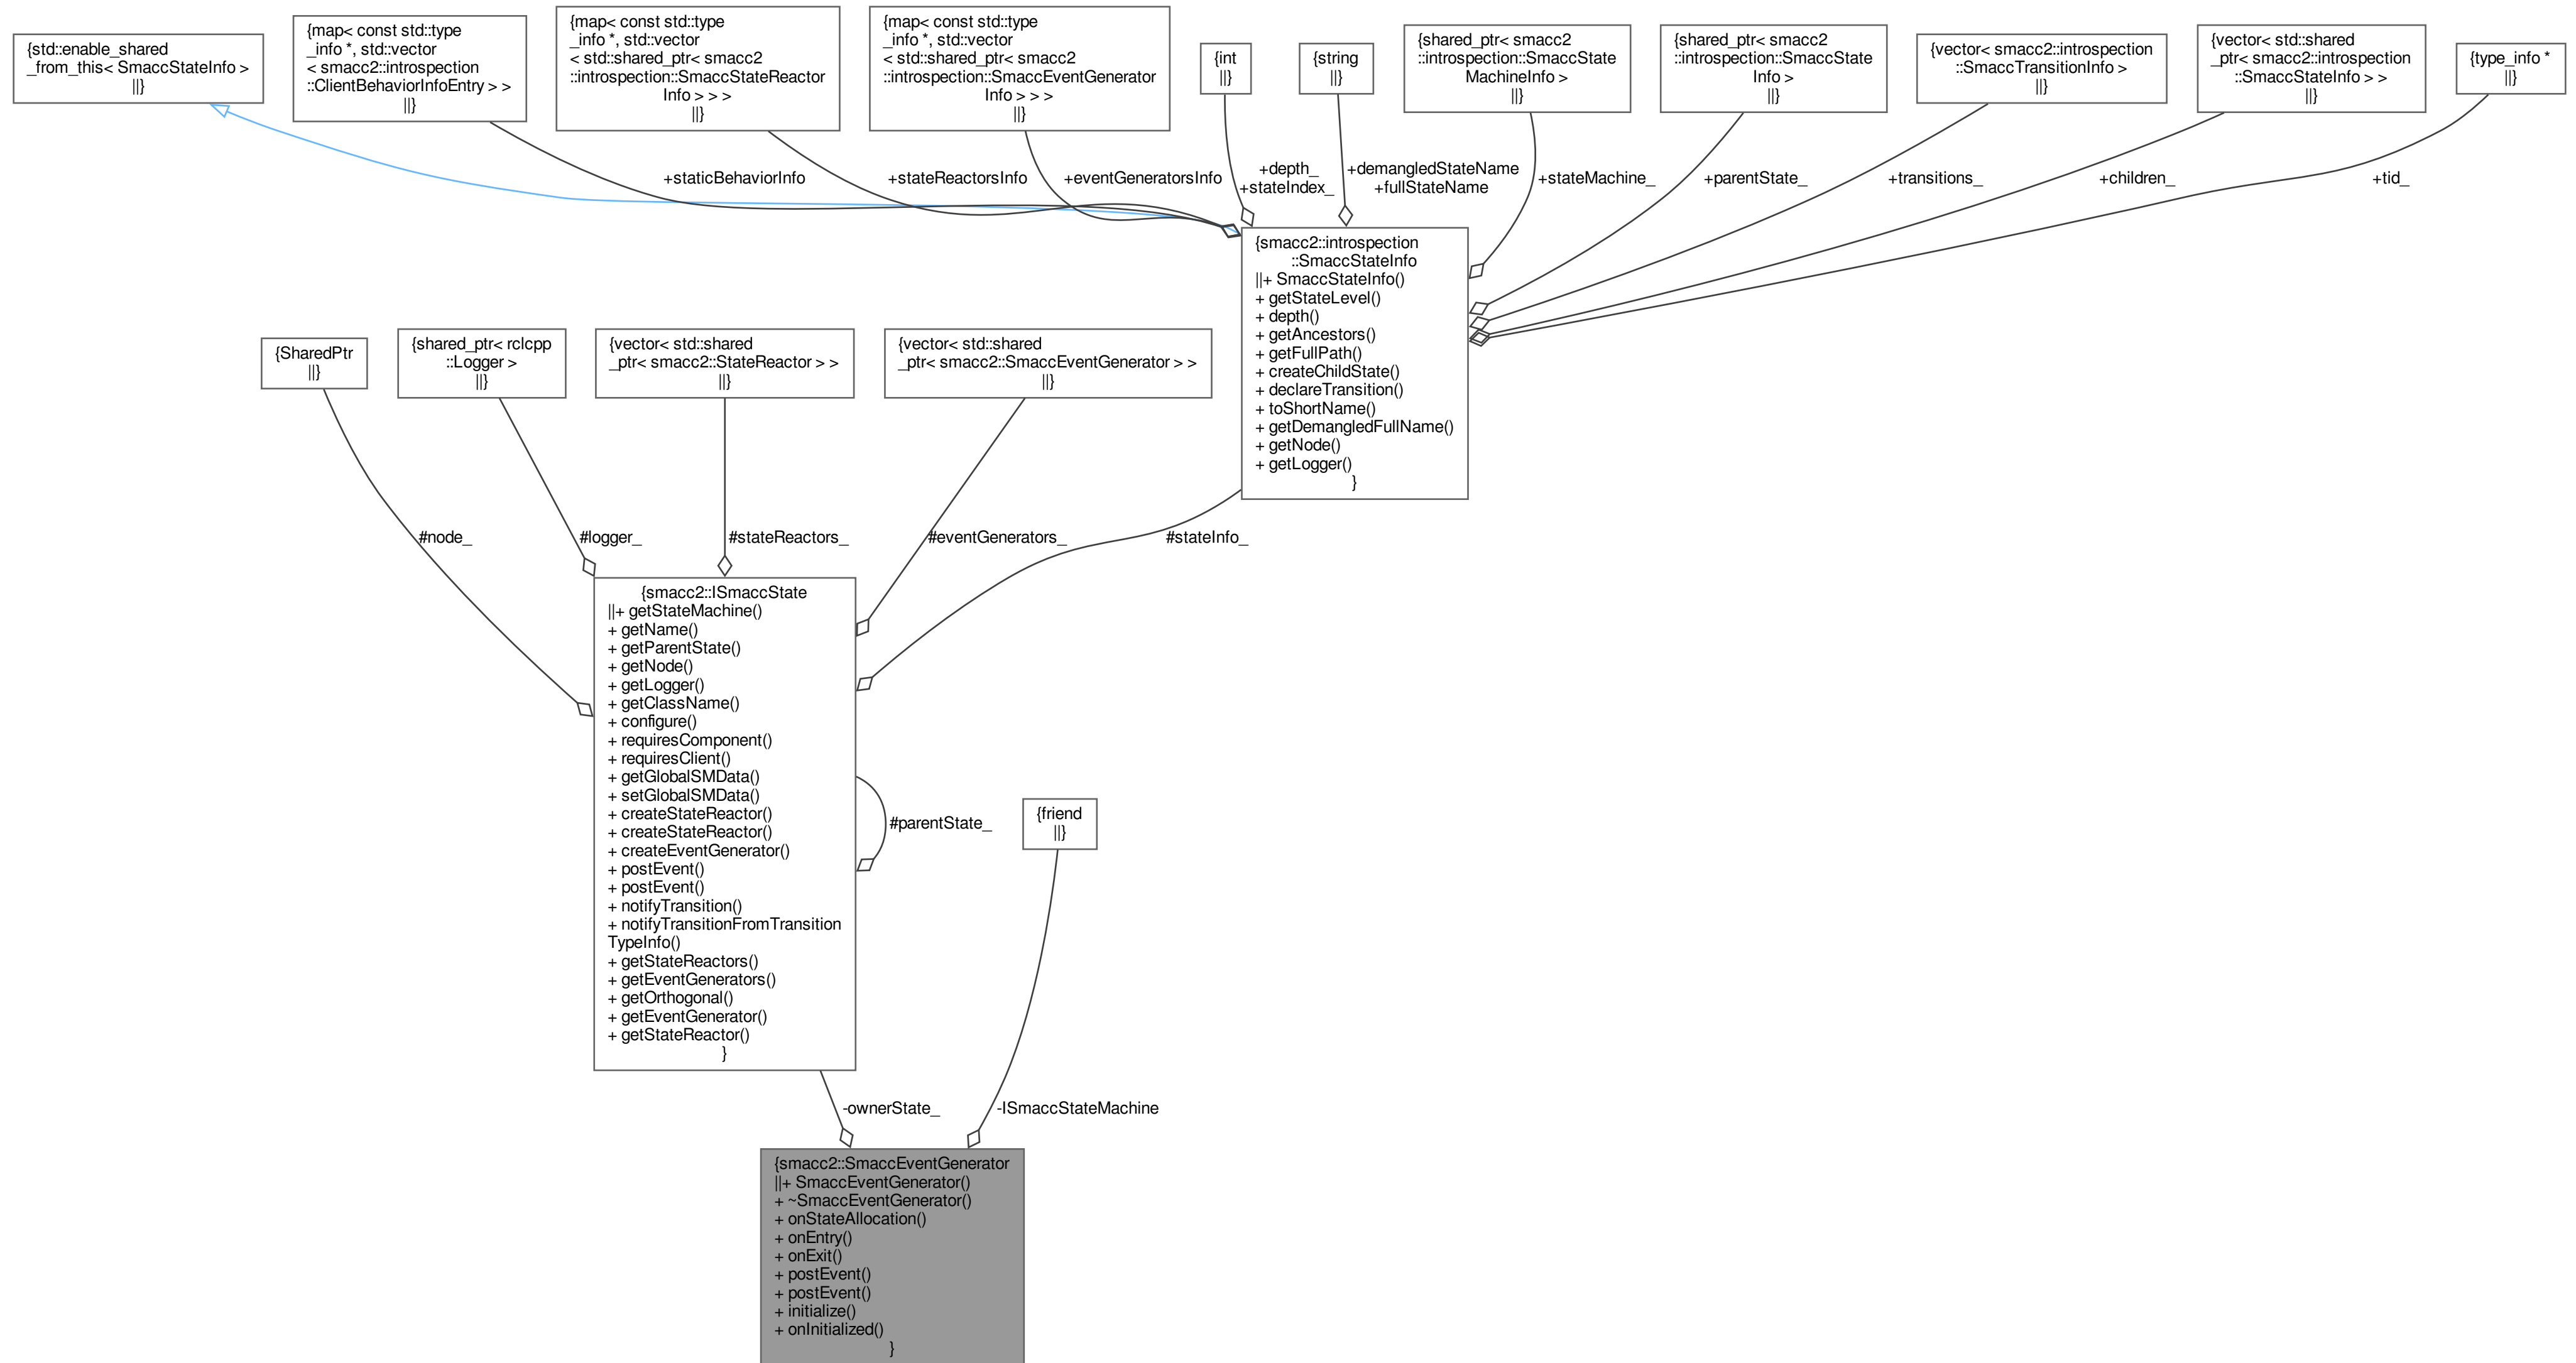 {std::enable_shared
_from_this< SmaccStateInfo >
||}
{map< const std::type
_info *, std::vector
< smacc2::introspection
::ClientBehaviorInfoEntry > >
||}
{map< const std::type
_info *, std::vector
< std::shared_ptr< smacc2
::introspection::SmaccStateReactor
Info > > >
||}
{map< const std::type
_info *, std::vector
< std::shared_ptr< smacc2
::introspection::SmaccEventGenerator
Info > > >
||}
{int
||}
{string
||}
{shared_ptr< smacc2
::introspection::SmaccState
MachineInfo >
||}
{shared_ptr< smacc2
::introspection::SmaccState
Info >
||}
{vector< smacc2::introspection
::SmaccTransitionInfo >
||}
{vector< std::shared
_ptr< smacc2::introspection
::SmaccStateInfo > >
||}
{type_info *
||}
+staticBehaviorInfo
+stateReactorsInfo
+eventGeneratorsInfo
+depth_
+stateIndex_
+demangledStateName
+fullStateName
+stateMachine_
+parentState_
+transitions_
+children_
+tid_
{smacc2::introspection
::SmaccStateInfo
||+ SmaccStateInfo()
+ getStateLevel()
+ depth()
+ getAncestors()
+ getFullPath()
+ createChildState()
+ declareTransition()
+ toShortName()
+ getDemangledFullName()
+ getNode()
+ getLogger()
}
{SharedPtr
||}
{shared_ptr< rclcpp
::Logger >
||}
{vector< std::shared
_ptr< smacc2::StateReactor > >
||}
{vector< std::shared
_ptr< smacc2::SmaccEventGenerator > >
||}
#node_
#logger_
#stateReactors_
#eventGenerators_
#stateInfo_
{smacc2::ISmaccState
||+ getStateMachine()
+ getName()
+ getParentState()
+ getNode()
+ getLogger()
+ getClassName()
+ configure()
+ requiresComponent()
+ requiresClient()
+ getGlobalSMData()
+ setGlobalSMData()
+ createStateReactor()
+ createStateReactor()
+ createEventGenerator()
+ postEvent()
+ postEvent()
+ notifyTransition()
+ notifyTransitionFromTransition
TypeInfo()
+ getStateReactors()
+ getEventGenerators()
+ getOrthogonal()
+ getEventGenerator()
+ getStateReactor()
}
#parentState_
{friend
||}
-ownerState_
-ISmaccStateMachine
{smacc2::SmaccEventGenerator
||+ SmaccEventGenerator()
+ ~SmaccEventGenerator()
+ onStateAllocation()
+ onEntry()
+ onExit()
+ postEvent()
+ postEvent()
+ initialize()
+ onInitialized()
}